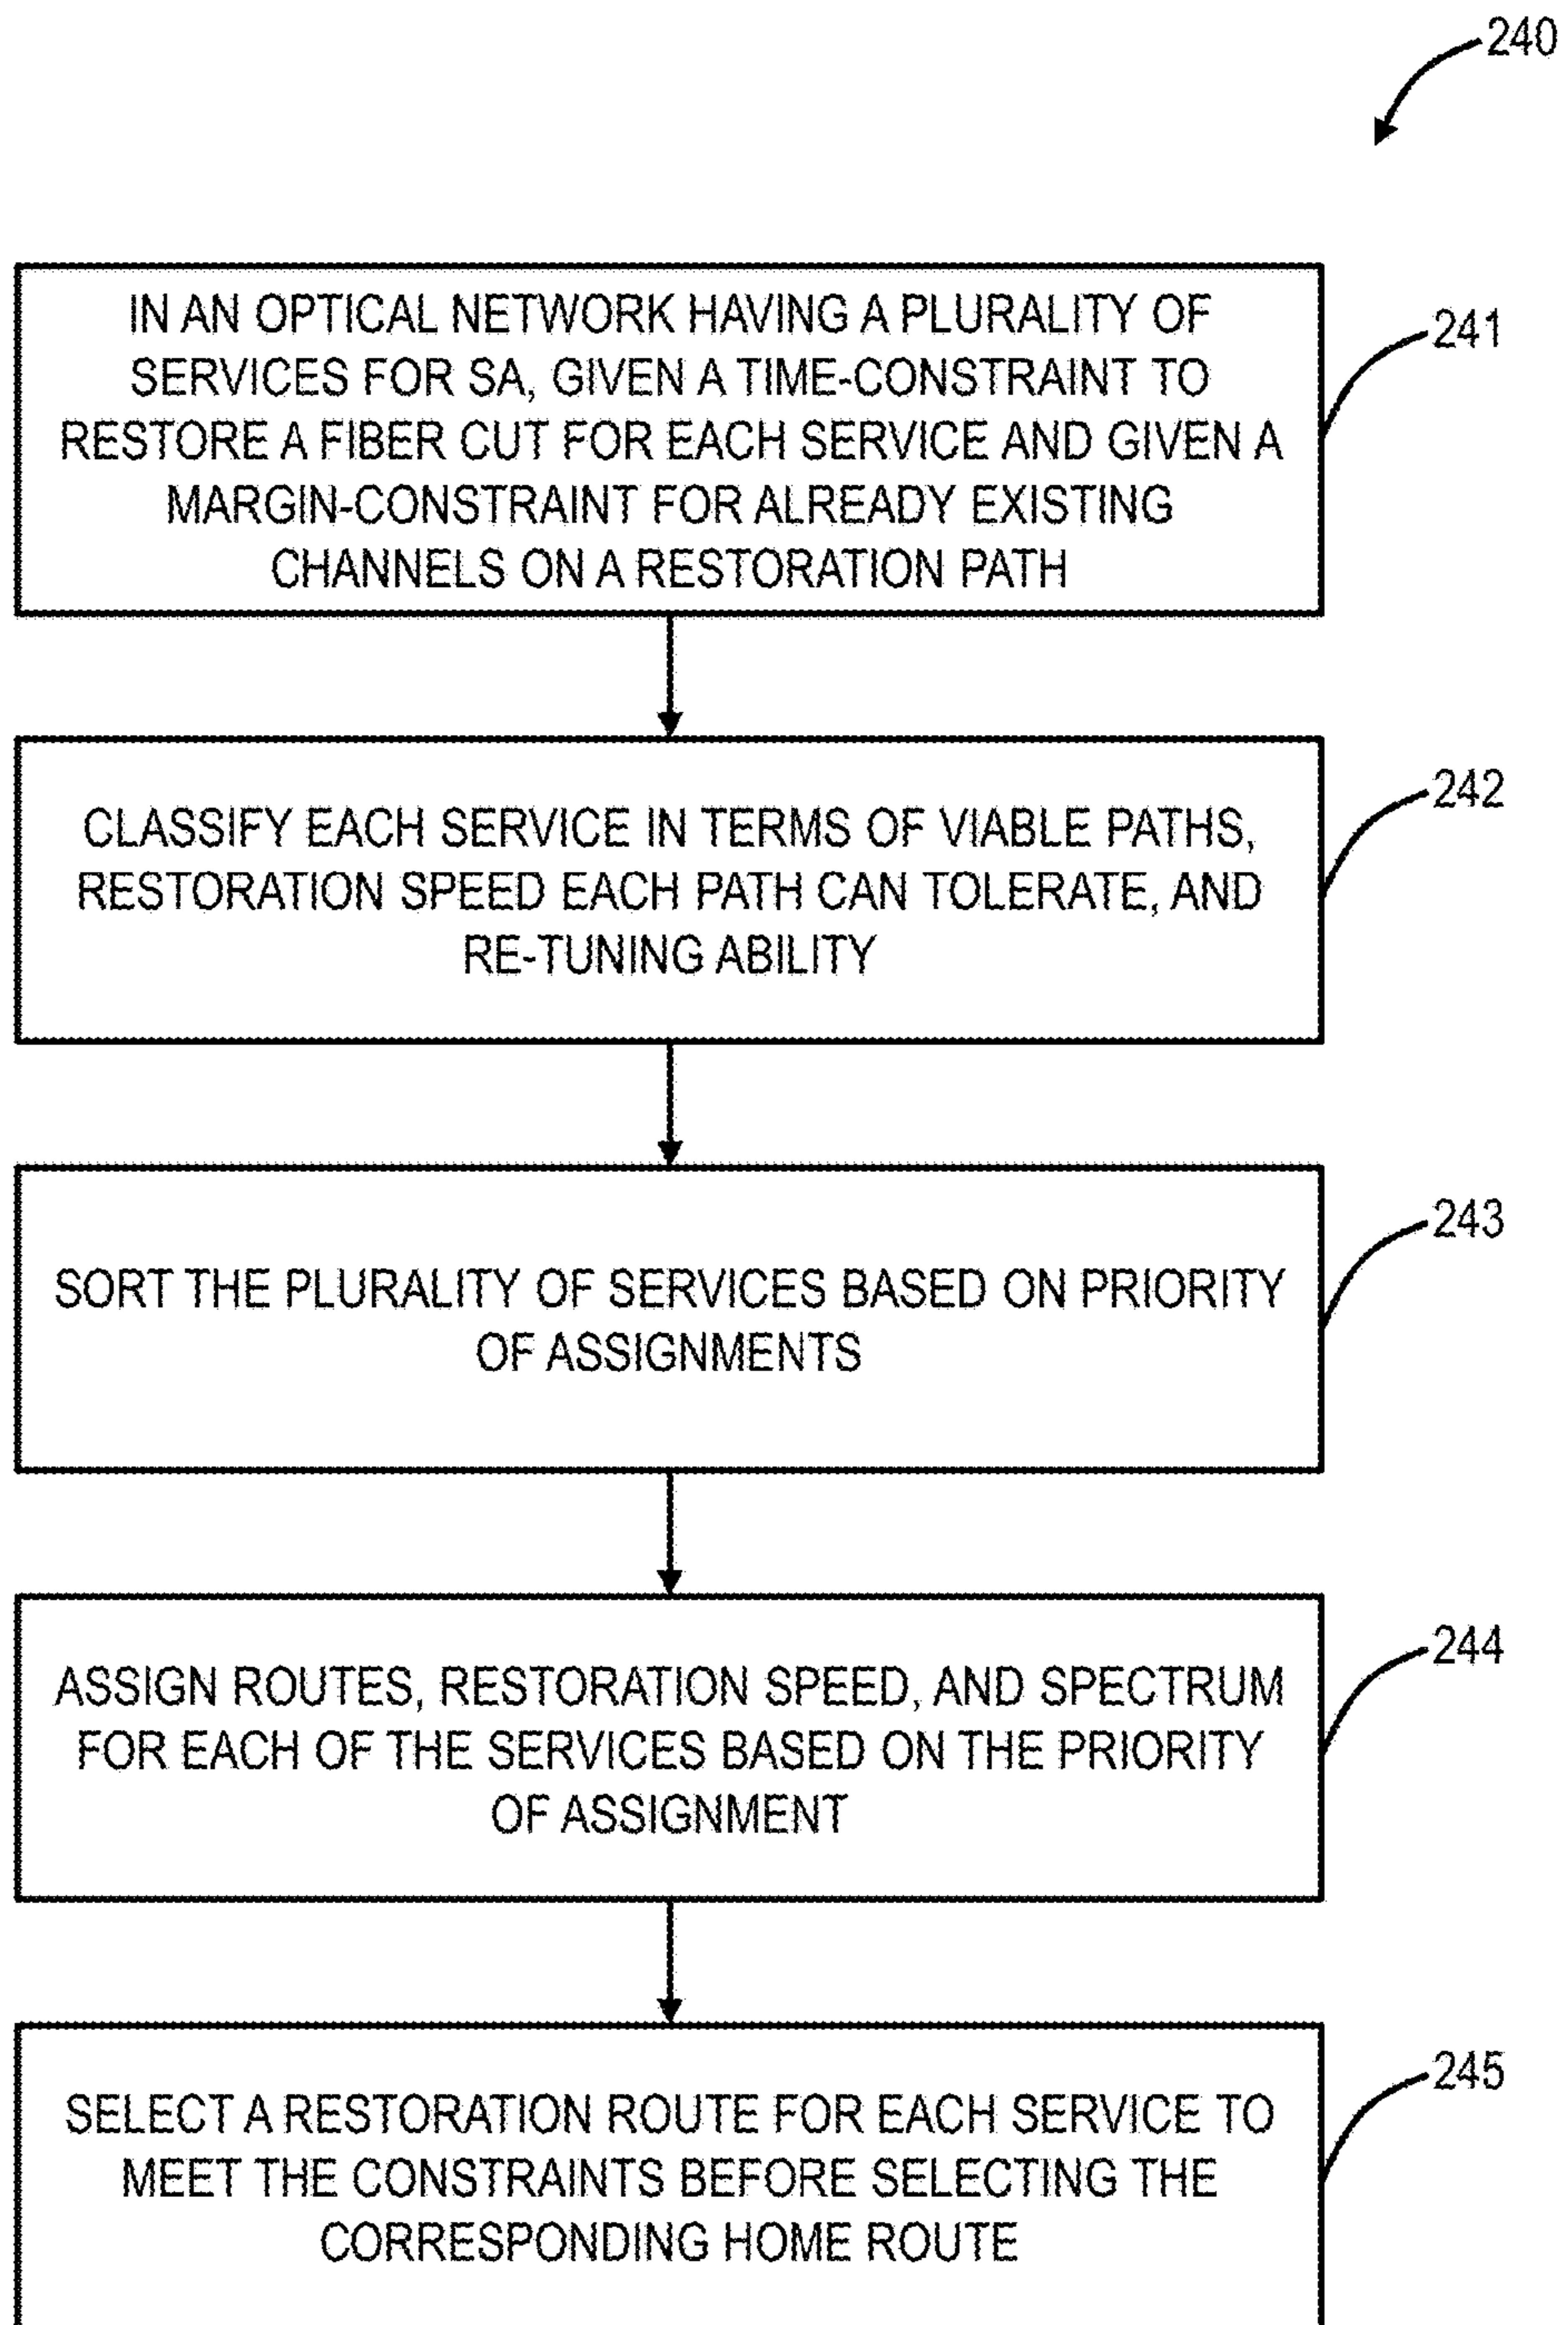 240
IN AN OPTICAL NETWORK HAVING A PLURALITY OF
SERVICES FOR SA, GIVEN A TIME-CONSTRAINT TO
RESTORE A FIBER CUT FOR EACH SERVICE AND GIVEN A
MARGIN-CONSTRAINT FOR ALREADY EXISTING
CHANNELS ON A RESTORATION PATH
241
CLASSIFY EACH SERVICE IN TERMS OF VIABLE PATHS,
RESTORATION SPEED EACH PATH CAN TOLERATE, AND
RE-TUNING ABILITY
242
SORT THE PLURALITY OF SERVICES BASED ON PRIORITY
OF ASSIGNMENTS
243
ASSIGN ROUTES, RESTORATION SPEED, AND SPECTRUM
FOR EACH OF THE SERVICES BASED ON THE PRIORITY
OF ASSIGNMENT
244
SELECT A RESTORATION ROUTE FOR EACH SERVICE TO
MEET THE CONSTRAINTS BEFORE SELECTING THE
CORRESPONDING HOME ROUTE
245